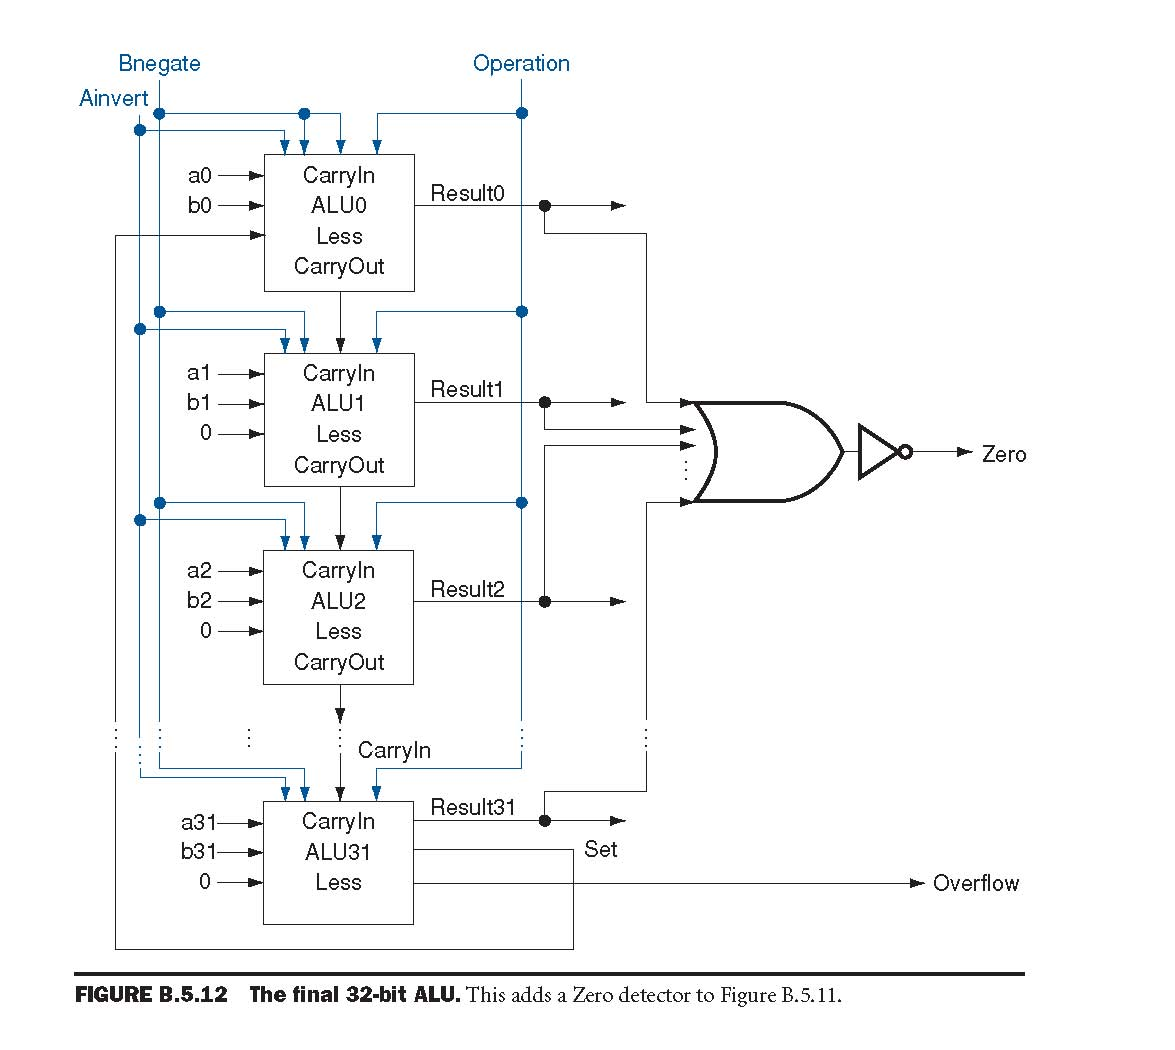 Bnegate
Operation
Ainvert
a0
CarryIn
Result0
b0
ALU0
Less
CarryOut
a1
CarryIn
Result1
b1
ALU1
0
Less
CarryOut
Zero
a2
CarryIn
Result2
b2
ALU2
0
Less
CarryOut
CarryIn
a31
CarryIn
Result31
b31
ALU31
Set
0
Less
Overflow
FIGURE B.5.12 The final 32-bit ALU. This adds a Zero detector to Figure B.5.11.